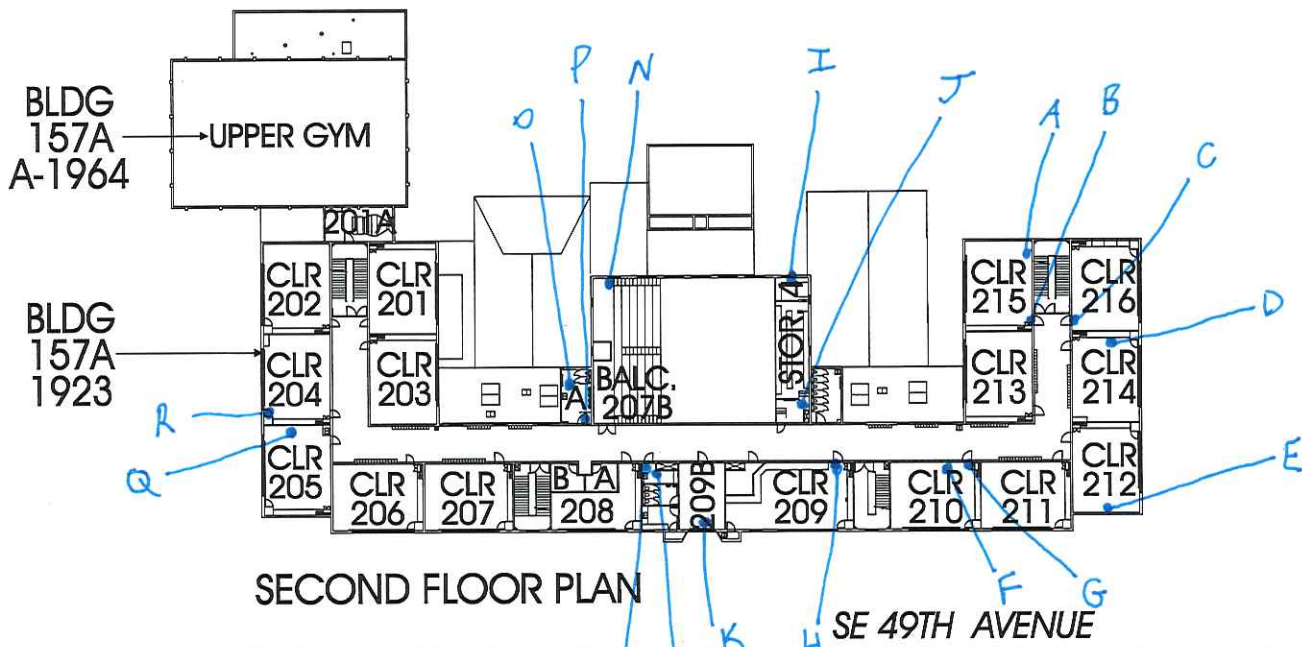 P
N
I
J
O
A
B
C
D
BLDG
157A
A-1964
UPPER GYM
201A
CLR
202
CLR
201
CLR
215
CLR
216
BLDG
157A
1923
CLR
204
CLR
203
A
BALC.
207B
STOR. 4
CLR
213
CLR
214
R
Q
CLR
205
CLR
206
CLR
207
B A
208
209B
CLR
209
CLR
210
CLR
211
CLR
212
E
SECOND FLOOR PLAN
K
H
F
G
SE 49TH AVENUE